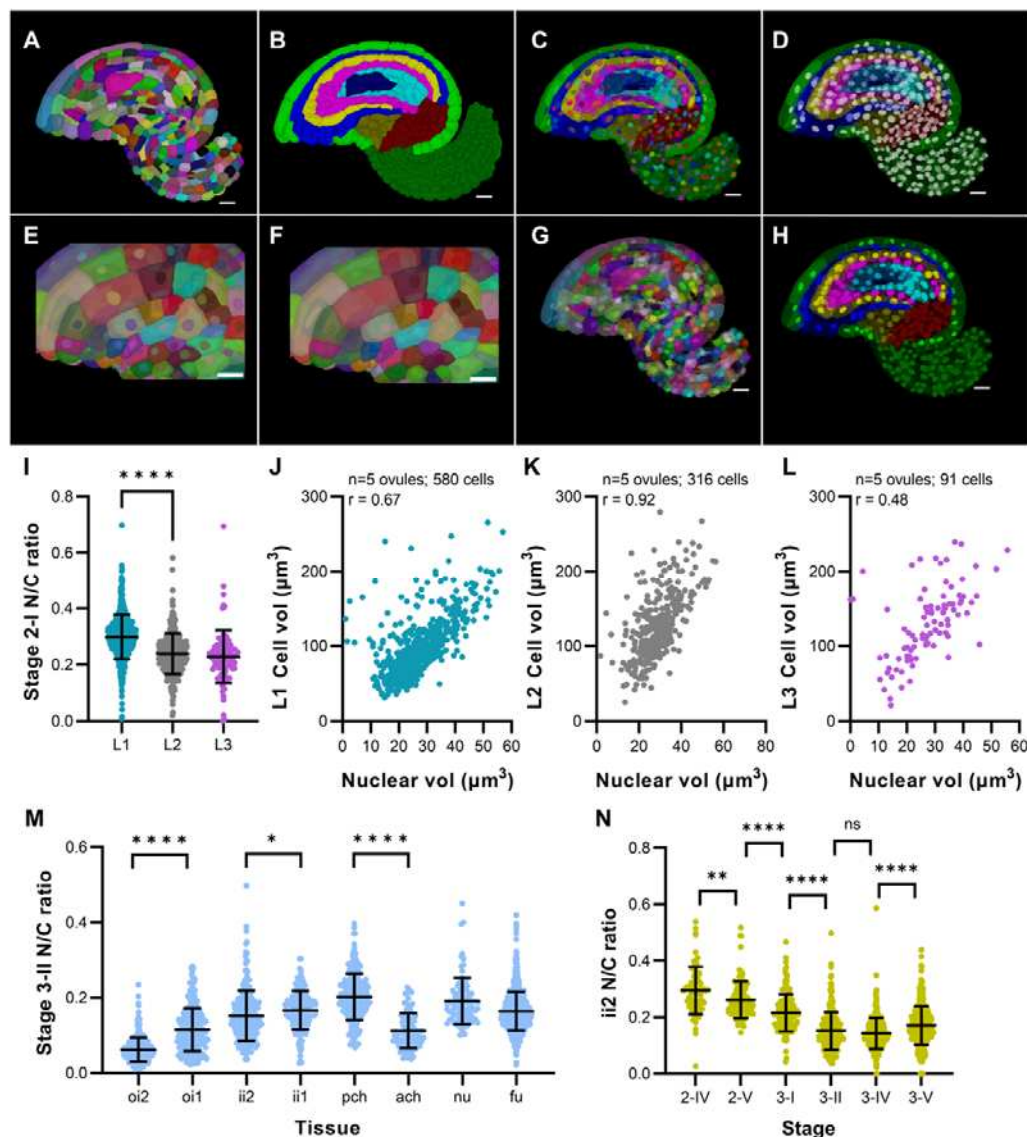 A
B
C
D
E
F
G
H
I
* * * *
Stage 2-I N/C ratio
0.8
0.6
0.4
0.2
0.0
L1
L2
L3
J
n=5 ovules; 580 cells
r = 0.67
L1 Cell vol (µm³)
300
200
100
0
0 10 20 30 40 50 60
Nuclear vol (µm³)
K
n=5 ovules; 316 cells
r = 0.92
L2 Cell vol (µm³)
300
200
100
0
0 20 40 60 80
Nuclear vol (µm³)
L
n=5 ovules; 91 cells
r = 0.48
L3 Cell vol (µm³)
300
200
100
0
0 10 20 30 40 50 60
Nuclear vol (µm³)
M
* * * *
*
* * * *
Stage 3-II N/C ratio
0.6
0.4
0.2
0.0
oi2 oi1 ii2 ii1 pch ach nu fu
Tissue
N
**
****
****
ns
****
ii2 N/C ratio
0.8
0.6
0.4
0.2
0.0
2-IV 2-V 3-I 3-II 3-IV 3-V
Stage